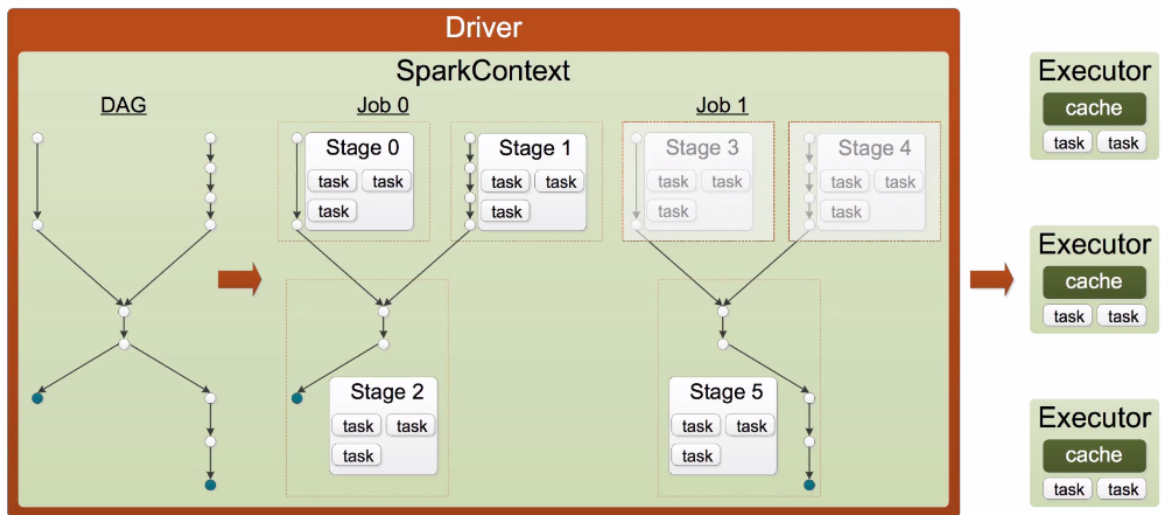 Driver
SparkContext
DAG
Job 0
Job 1
Stage 0
task task
task
Stage 1
task task
task
Stage 3
task task
task
Stage 4
task task
task
Stage 2
task task
task
Stage 5
task task
task
Executor
cache
task task
Executor
cache
task task
Executor
cache
task task